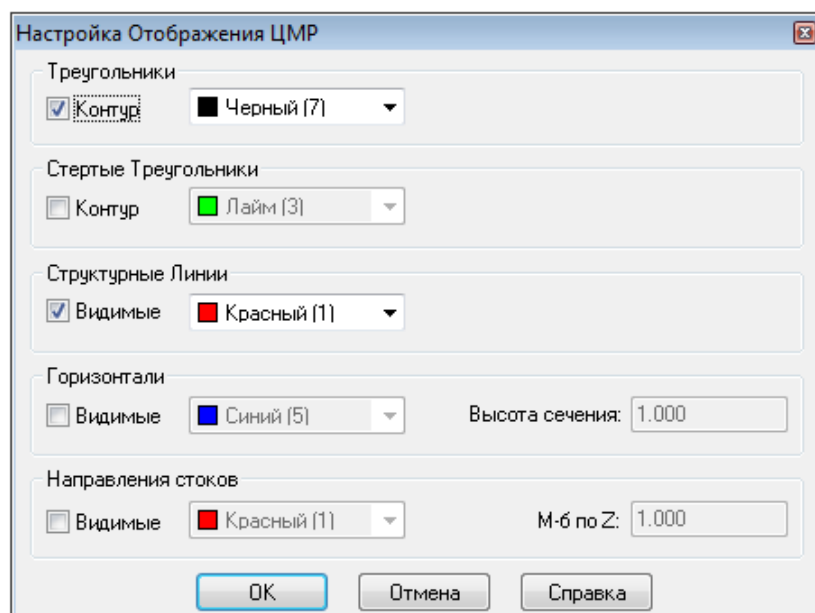 Настройка Отображения ЦМР
Треугольники
Контур Черный (7)
Стертые Треугольники
Контур Лайм (3)
Структурные Линии
Видимые Красный (1)
Горизонтали
Видимые Синий (5) Высота сечения: 1.000
Направления стоков
Видимые Красный (1) М-б по Z: 1.000
OK Отмена Справка